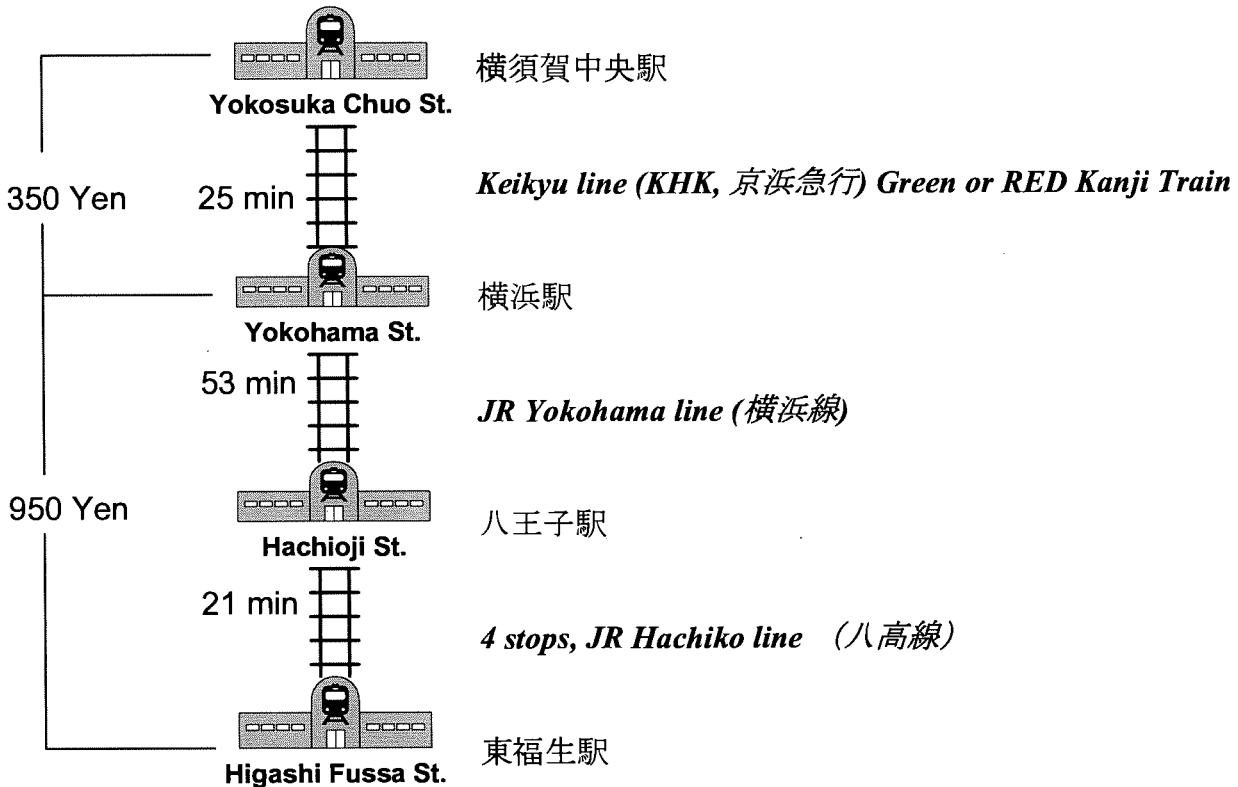 横須賀中央駅
Yokosuka Chuo St.
350 Yen
25 min
Keikyu line (KHK, 京浜急行) Green or RED Kanji Train
横浜駅
Yokohama St.
53 min
JR Yokohama line (横浜線)
950 Yen
八王子駅
Hachioji St.
21 min
4 stops, JR Hachiko line （八高線）
東福生駅
Higashi Fussa St.